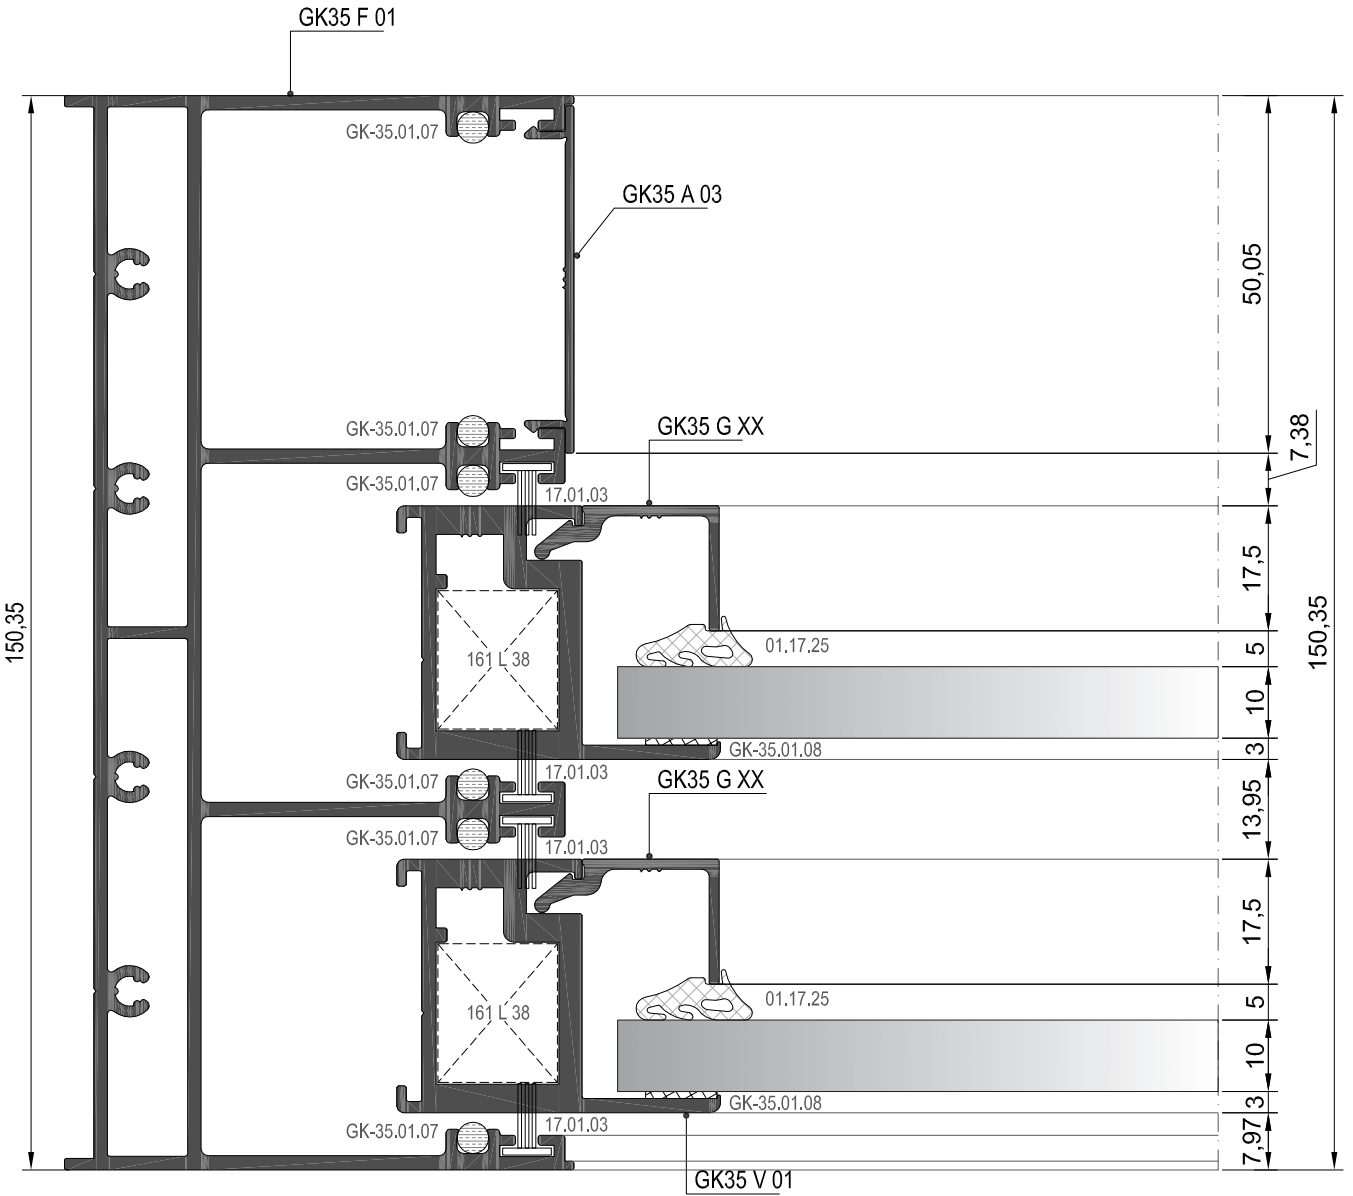 GK35 F 01
GK-35.01.07
GK35 A 03
50,05
GK-35.01.07
GK35 G XX
7,38
GK-35.01.07
17.01.03
17,5
150,35
150,35
161 L 38
01.17.25
5
10
GK-35.01.08
3
17.01.03
GK-35.01.07
GK35 G XX
13,95
GK-35.01.07
17.01.03
17,5
161 L 38
01.17.25
5
10
GK-35.01.08
3
17.01.03
GK-35.01.07
7,97
GK35 V 01